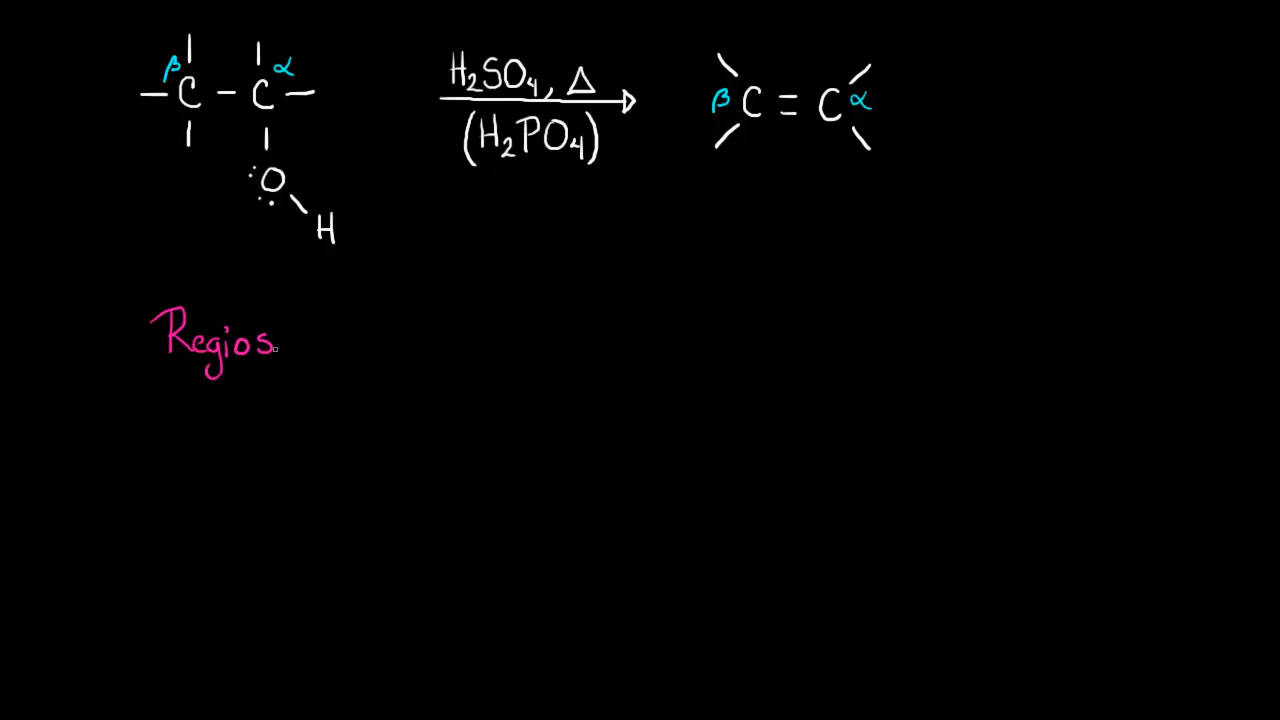 β α
C - C
O
H
H₂SO₄, Δ
(H₂PO₄)
β C = C α
Regios